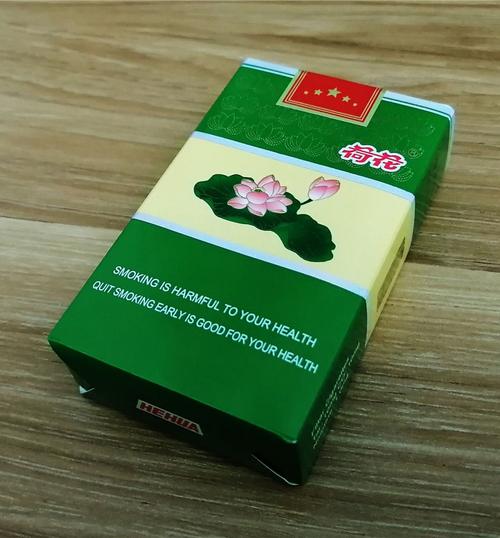 荷花
SMOKING IS HARMFUL TO YOUR HEALTH
QUIT SMOKING EARLY IS GOOD FOR YOUR HEALTH
HEHUA